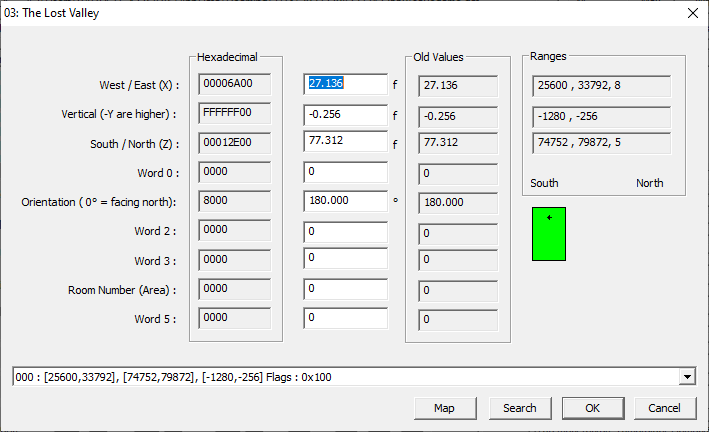 03: The Lost Valley
Hexadecimal Old Values Ranges
West / East (X) : 00006A00 27.136 f 27.136 25600 , 33792, 8
Vertical (-Y are higher) : FFFFFF00 -0.256 f -0.256 -1280 , -256
South / North (Z) : 00012E00 77.312 f 77.312 74752 , 79872, 5
Word 0 : 0000 0 0
South North
Orientation ( 0° = facing north): 8000 180.000 ° 180.000
Word 2 : 0000 0 0
Word 3 : 0000 0 0
Room Number (Area) : 0000 0 0
Word 5 : 0000 0 0
000 : [25600,33792], [74752,79872], [-1280,-256] Flags : 0x100
Map Search OK Cancel